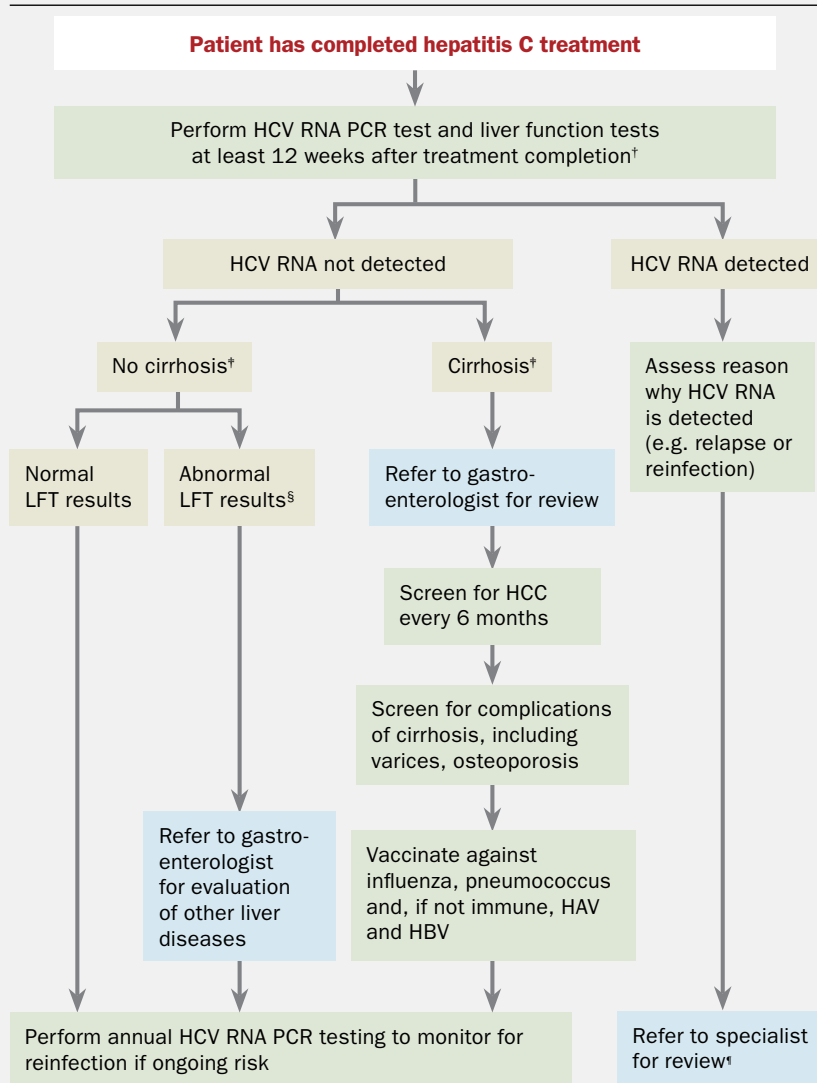 Patient has completed hepatitis C treatment
Perform HCV RNA PCR test and liver function tests
at least 12 weeks after treatment completion†
HCV RNA not detected
HCV RNA detected
No cirrhosis‡
Cirrhosis‡
Assess reason
why HCV RNA
is detected
(e.g. relapse or
reinfection)
Normal
LFT results
Abnormal
LFT results§
Refer to gastro-
enterologist for review
Screen for HCC
every 6 months
Screen for complications
of cirrhosis, including
varices, osteoporosis
Refer to gastro-
enterologist
for evaluation
of other liver
diseases
Vaccinate against
influenza, pneumococcus
and, if not immune, HAV
and HBV
Perform annual HCV RNA PCR testing to monitor for
reinfection if ongoing risk
Refer to specialist
for review¶